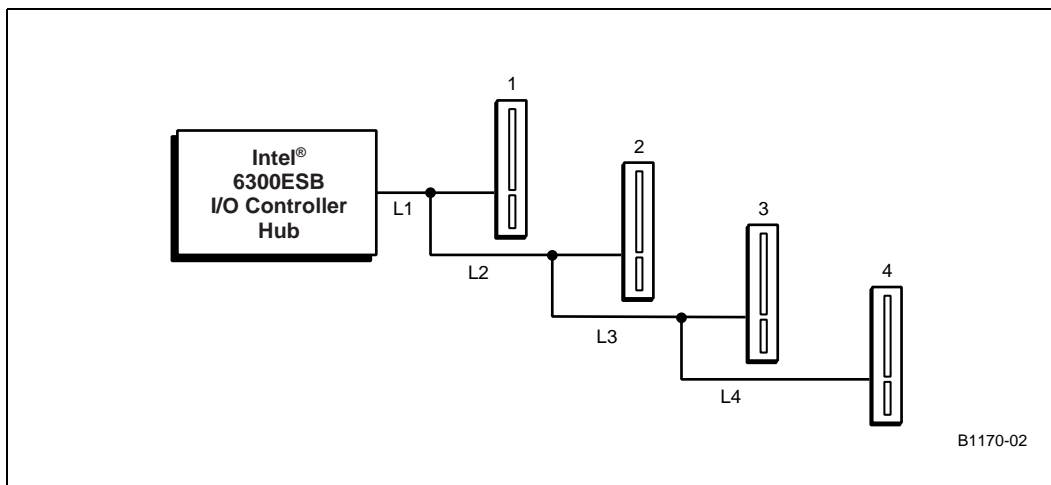 1
Intel®
6300ESB
I/O Controller
Hub
2
L1
3
L2
4
L3
L4
B1170-02